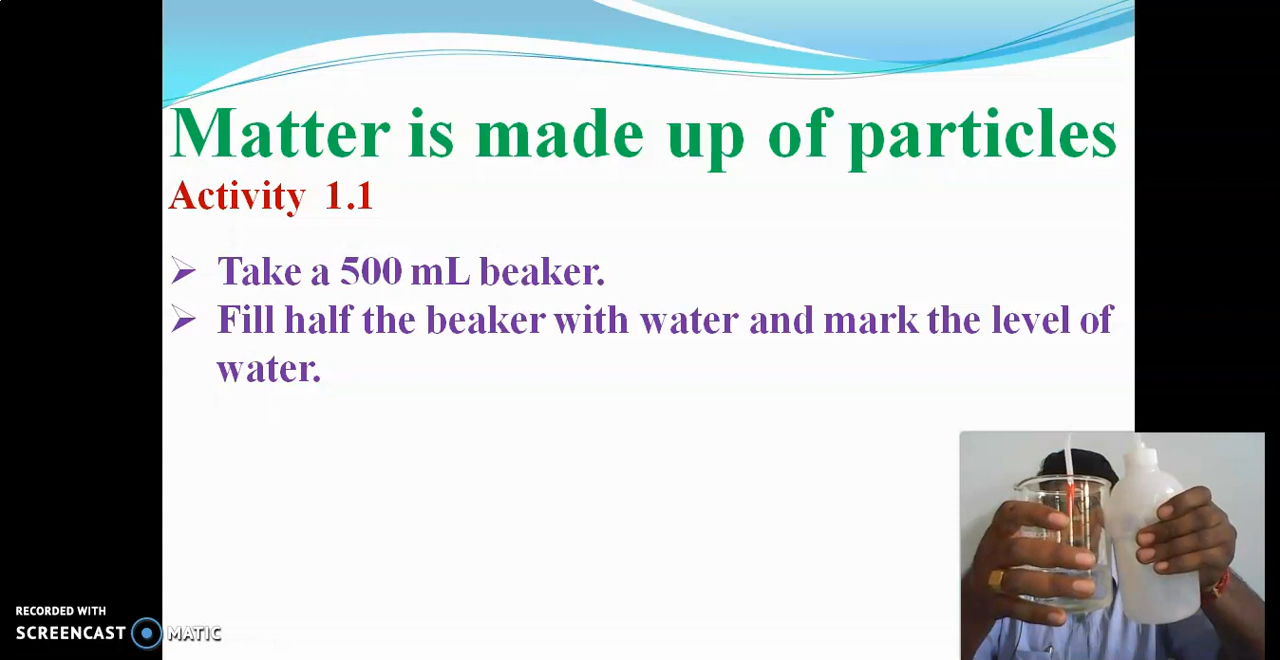 Matter is made up of particles
Activity 1.1
Take a 500 mL beaker.
Fill half the beaker with water and mark the level of
water.
RECORDED WITH
SCREENCAST MATIC